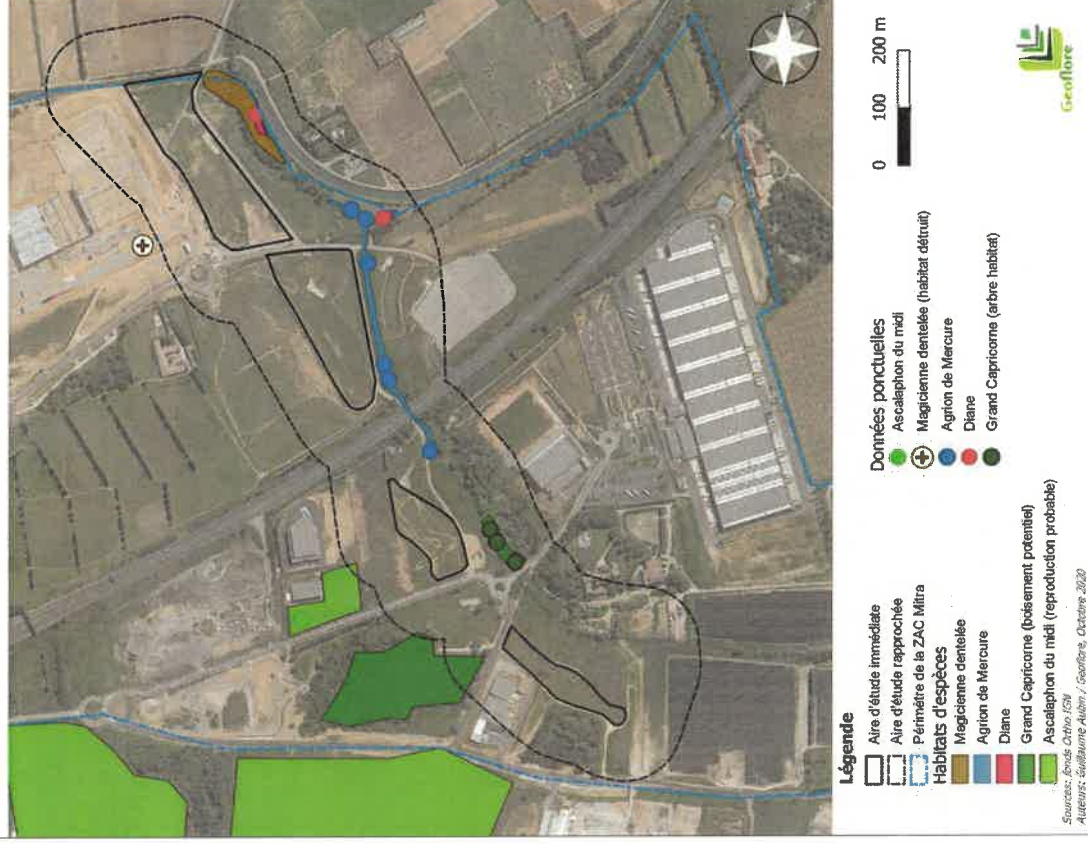 Légende
Aire d'étude immédiate
Aire d'étude rapprochée
Périmètre de la ZAC Mitra
Habitats d'espèces
Magicienne dentelée
Agrion de Mercure
Diane
Grand Capricorne (boisement potentiel)
Ascalaphon du midi (reproduction probable)
Données ponctuelles
Ascalaphon du midi
Magicienne dentelée (habitat détruit)
Agrion de Mercure
Diane
Grand Capricorne (arbre habitat)
0 100 200 m
Geoflore
Sources: fonds Ortho IGN
Auteurs: Guillaume Aubin, Geoflore, Octobre 2020